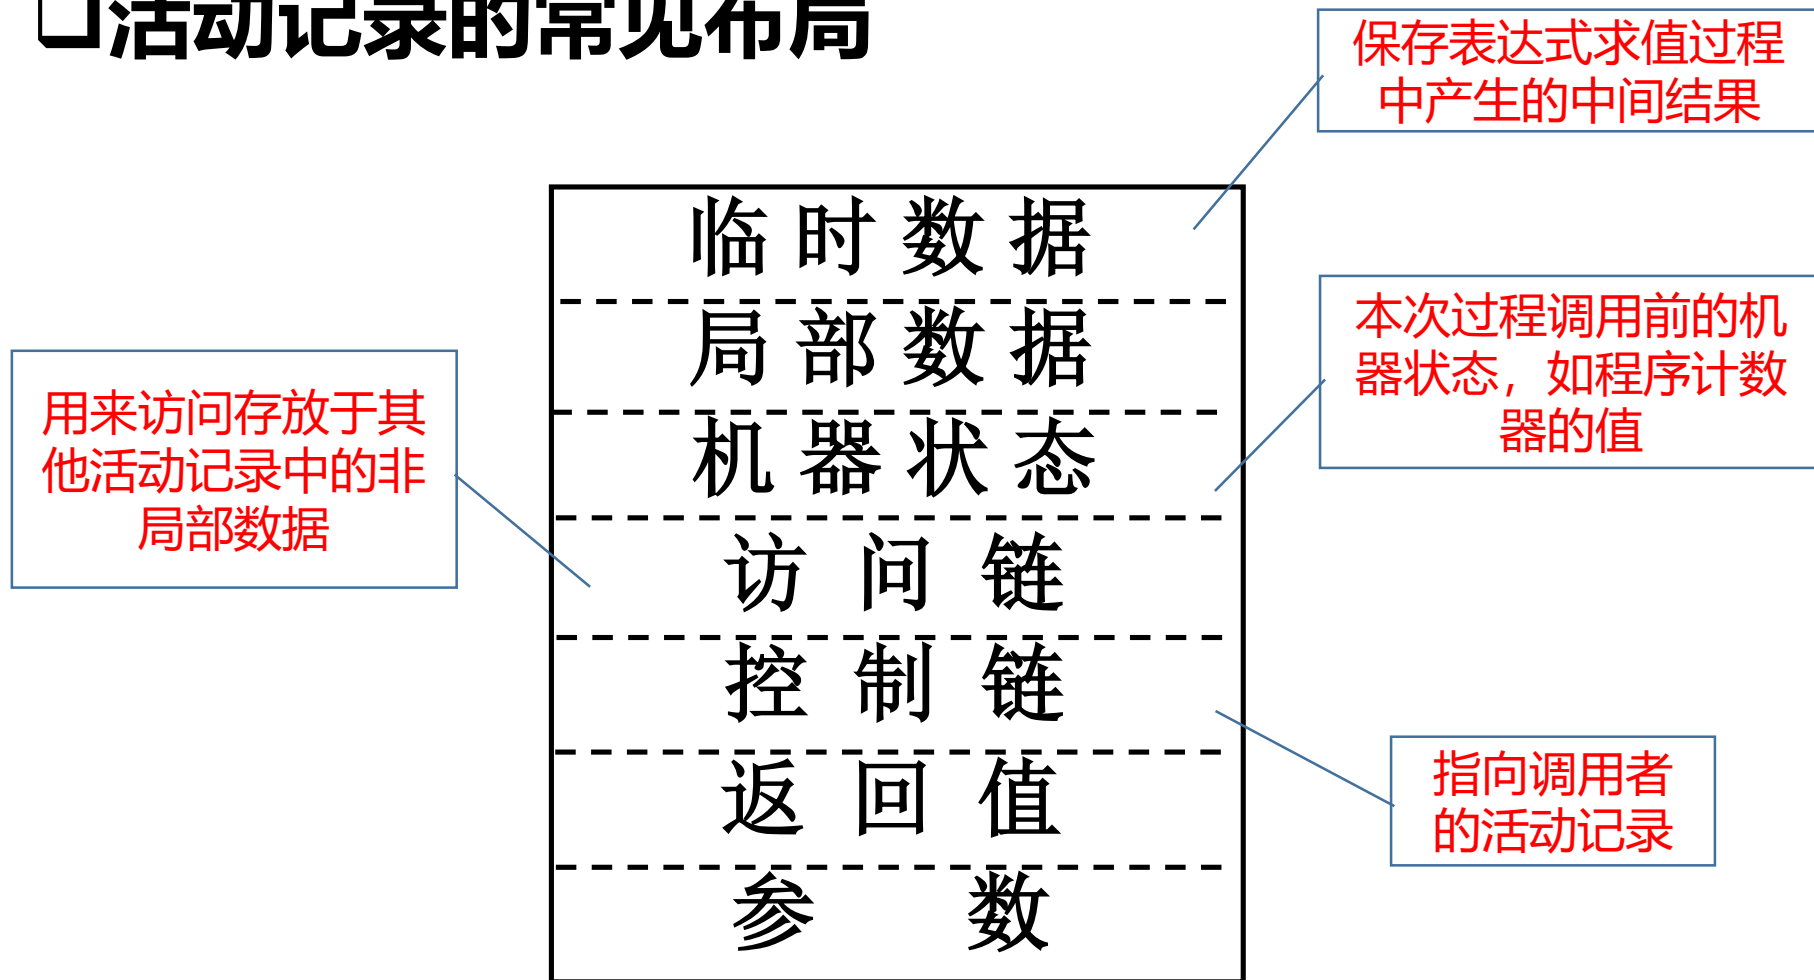 ❑活动记录的常见布局
保存表达式求值过程
中产生的中间结果
临时数据
局部数据
本次过程调用前的机
器状态，如程序计数
器的值
用来访问存放于其
他活动记录中的非
局部数据
机器状态
访问链
控制链
指向调用者
的活动记录
返回值
参数